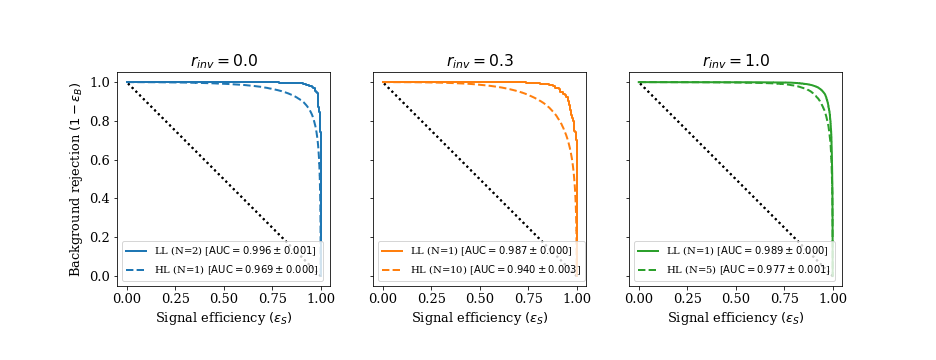 r_inv = 0.0
r_inv = 0.3
r_inv = 1.0
Background rejection (1 − ε_B)
1.0
0.8
0.6
0.4
0.2
0.0
LL (N=2) [AUC = 0.996 ± 0.001]
HL (N=1) [AUC = 0.969 ± 0.000]
LL (N=1) [AUC = 0.987 ± 0.000]
HL (N=10) [AUC = 0.940 ± 0.003]
LL (N=1) [AUC = 0.989 ± 0.000]
HL (N=5) [AUC = 0.977 ± 0.001]
0.00 0.25 0.50 0.75 1.00
0.00 0.25 0.50 0.75 1.00
0.00 0.25 0.50 0.75 1.00
Signal efficiency (ε_S)
Signal efficiency (ε_S)
Signal efficiency (ε_S)